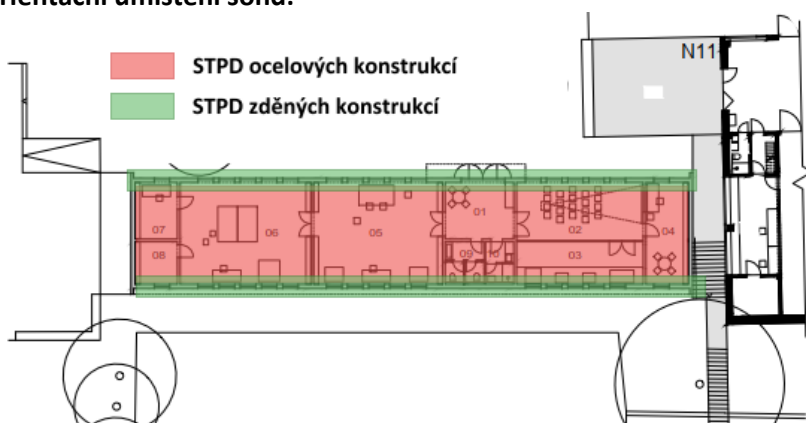 rientační umístění sond:
STPD ocelových konstrukcí
N11
STPD zděných konstrukcí
01
02
04
07
06
05
08
09
10
03